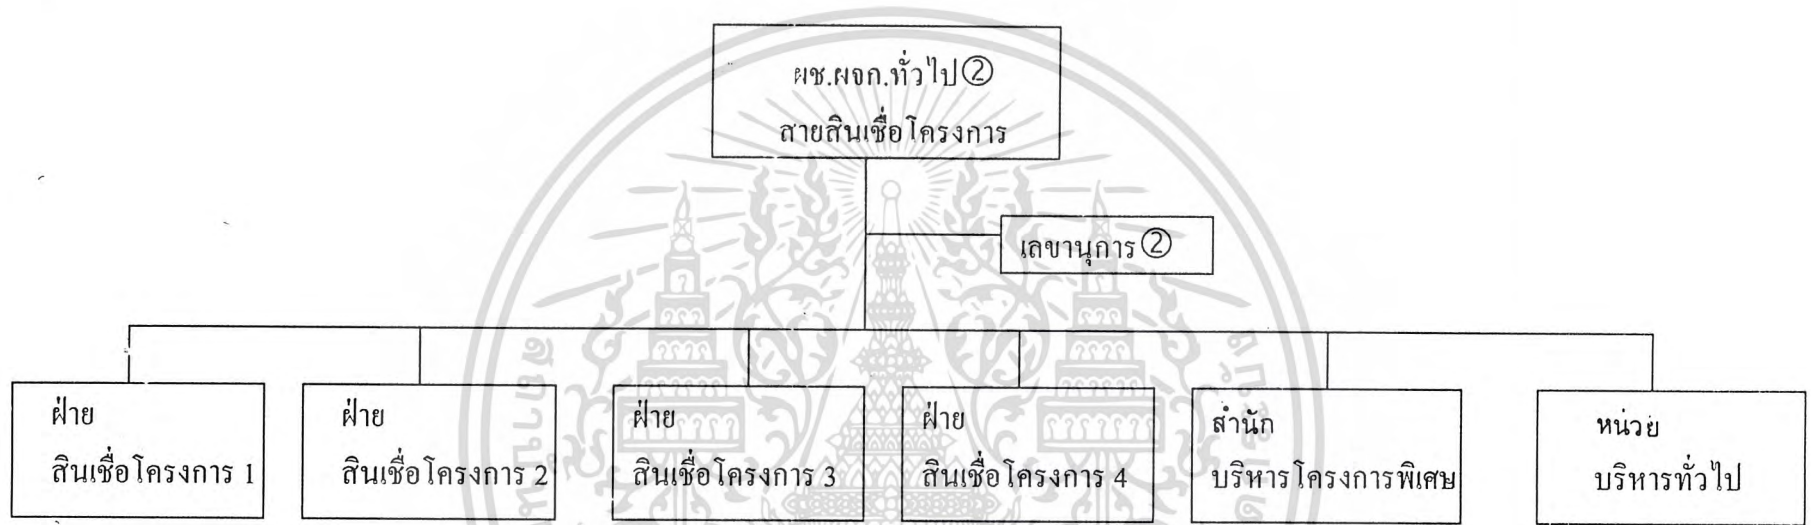 ผช.ผจก.ทั่วไป②
สายสินเชื่อโครงการ
เลขานุการ②
ฝ่าย
สินเชื่อโครงการ 1
ฝ่าย
สินเชื่อโครงการ 2
ฝ่าย
สินเชื่อโครงการ 3
ฝ่าย
สินเชื่อโครงการ 4
สำนัก
บริหารโครงการพิเศษ
หน่วย
บริหารทั่วไป